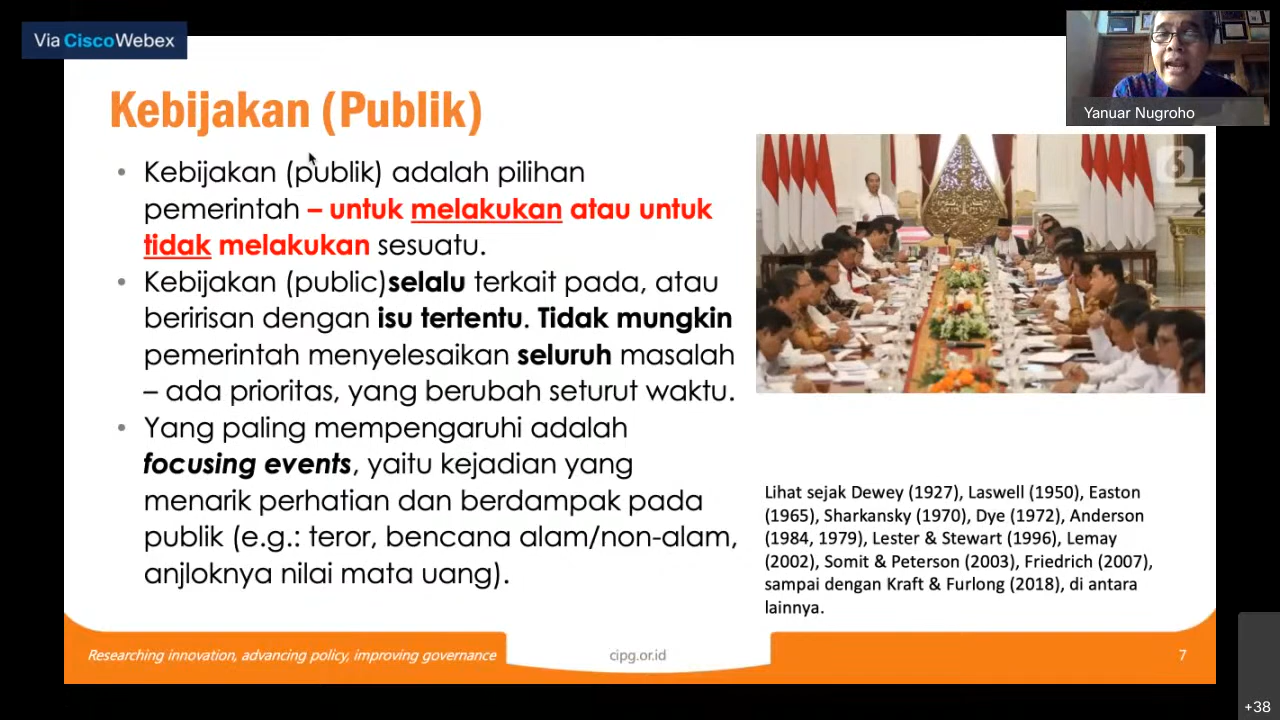 Via CiscoWebex
Yanuar Nugroho
Kebijakan (Publik)
• Kebijakan (publik) adalah pilihan
pemerintah – untuk melakukan atau untuk
tidak melakukan sesuatu.
• Kebijakan (public)selalu terkait pada, atau
beririsan dengan isu tertentu. Tidak mungkin
pemerintah menyelesaikan seluruh masalah
– ada prioritas, yang berubah seturut waktu.
• Yang paling mempengaruhi adalah
focusing events, yaitu kejadian yang
menarik perhatian dan berdampak pada
publik (e.g.: teror, bencana alam/non-alam,
anjloknya nilai mata uang).
6
Lihat sejak Dewey (1927), Laswell (1950), Easton
(1965), Sharkansky (1970), Dye (1972), Anderson
(1984, 1979), Lester & Stewart (1996), Lemay
(2002), Somit & Peterson (2003), Friedrich (2007),
sampai dengan Kraft & Furlong (2018), di antara
lainnya.
Researching innovation, advancing policy, improving governance
cipg.or.id
7
+38